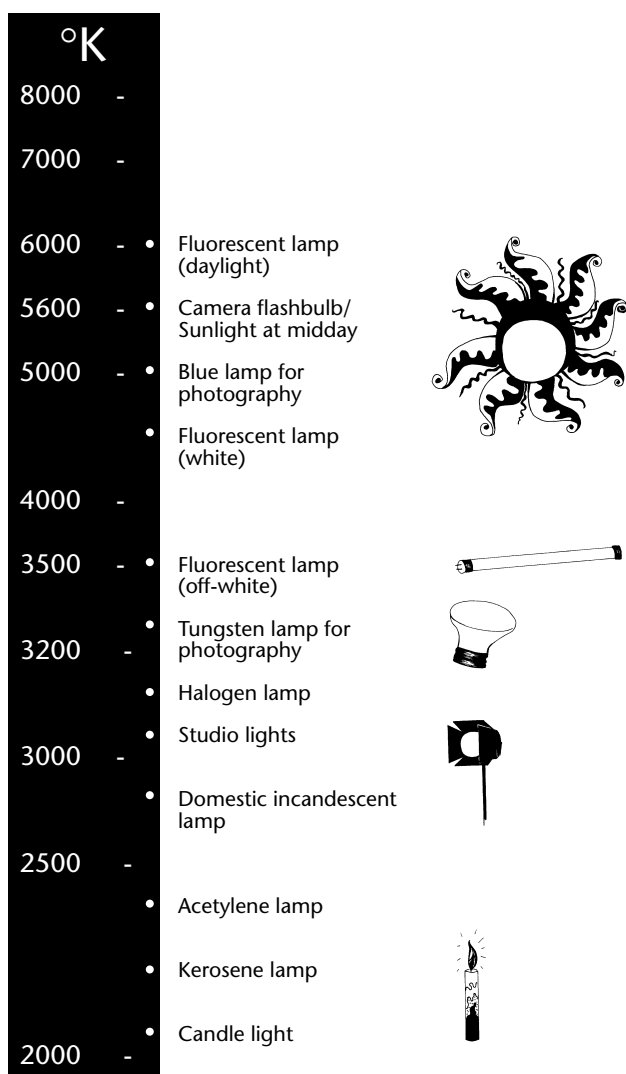 °K
8000 -
7000 -
6000 - • Fluorescent lamp
(daylight)
5600 - • Camera flashbulb/
Sunlight at midday
5000 - • Blue lamp for
photography
• Fluorescent lamp
(white)
4000 -
3500 - • Fluorescent lamp
(off-white)
• Tungsten lamp for
3200 - photography
• Halogen lamp
• Studio lights
3000 -
• Domestic incandescent
lamp
2500 -
• Acetylene lamp
• Kerosene lamp
• Candle light
2000 -